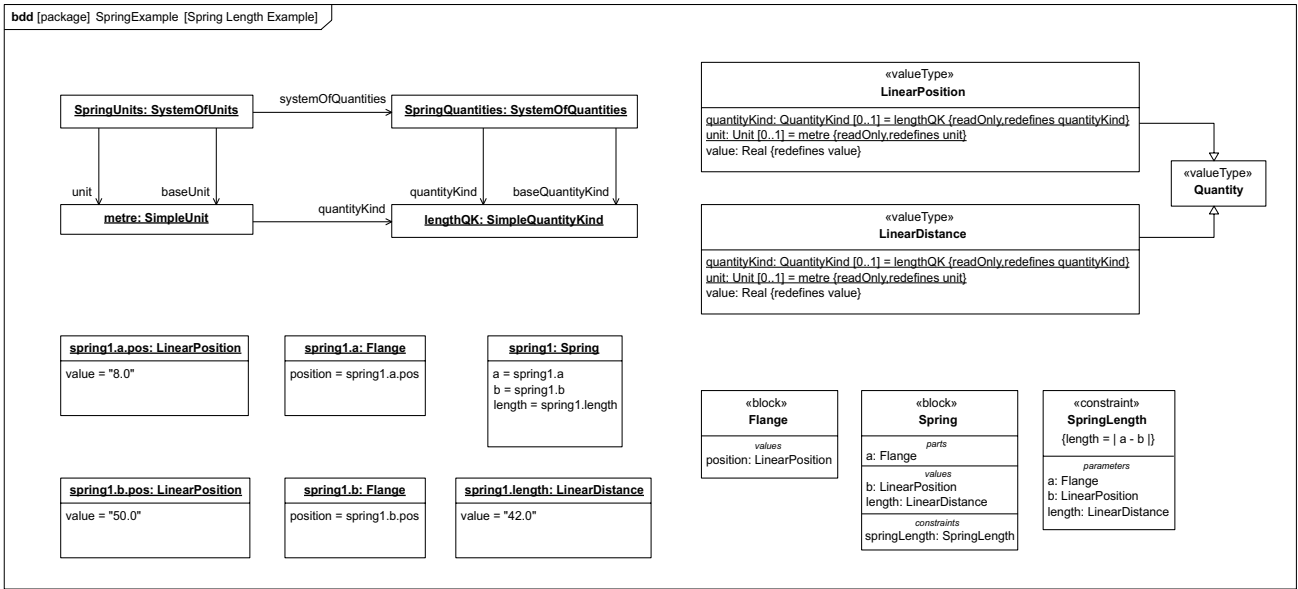 bdd [package] SpringExample [Spring Length Example]
SpringUnits: SystemOfUnits
systemOfQuantities
SpringQuantities: SystemOfQuantities
unit
baseUnit
quantityKind
baseQuantityKind
metre: SimpleUnit
quantityKind
lengthQK: SimpleQuantityKind
«valueType»
LinearPosition
quantityKind: QuantityKind [0..1] = lengthQK {readOnly,redefines quantityKind}
unit: Unit [0..1] = metre {readOnly,redefines unit}
value: Real {redefines value}
«valueType»
Quantity
«valueType»
LinearDistance
quantityKind: QuantityKind [0..1] = lengthQK {readOnly,redefines quantityKind}
unit: Unit [0..1] = metre {readOnly,redefines unit}
value: Real {redefines value}
spring1.a.pos: LinearPosition
value = "8.0"
spring1.a: Flange
position = spring1.a.pos
spring1: Spring
a = spring1.a
b = spring1.b
length = spring1.length
spring1.b.pos: LinearPosition
value = "50.0"
spring1.b: Flange
position = spring1.b.pos
spring1.length: LinearDistance
value = "42.0"
«block»
Flange
values
position: LinearPosition
«block»
Spring
parts
a: Flange
values
b: LinearPosition
length: LinearDistance
constraints
springLength: SpringLength
«constraint»
SpringLength
{length = | a - b |}
parameters
a: Flange
b: LinearPosition
length: LinearDistance